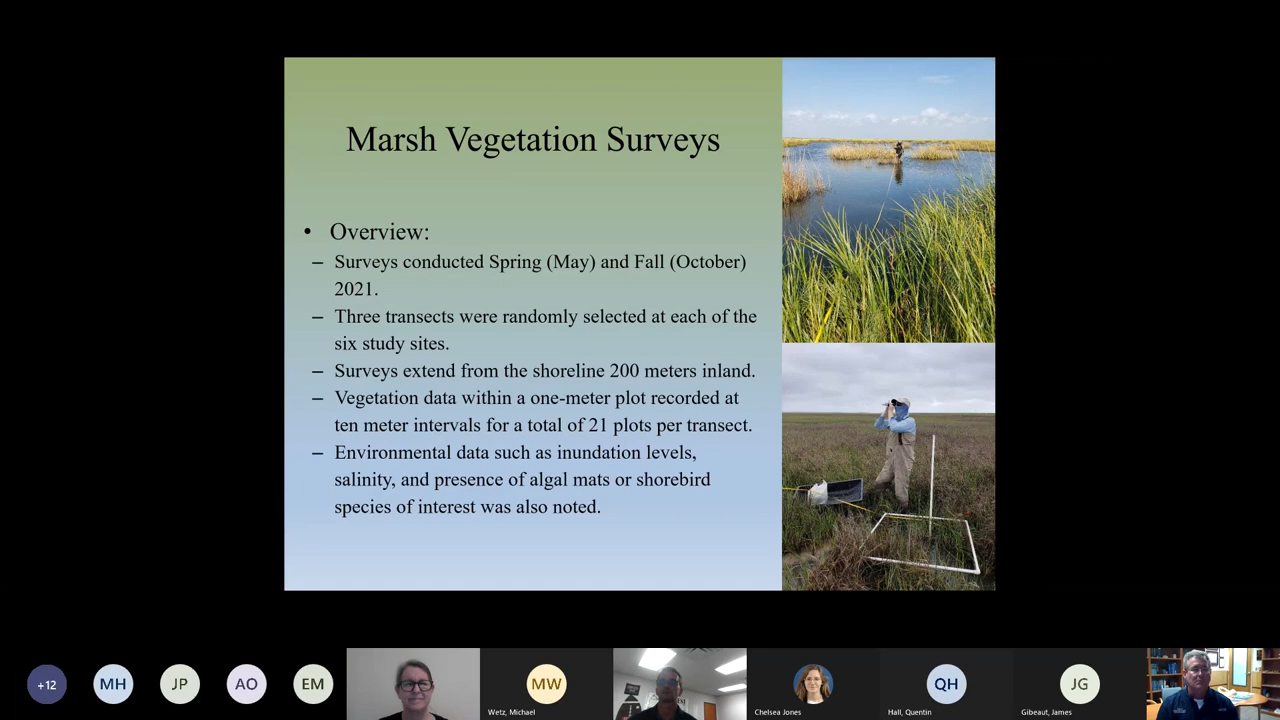 Marsh Vegetation Surveys
• Overview:
– Surveys conducted Spring (May) and Fall (October)
2021.
– Three transects were randomly selected at each of the
six study sites.
– Surveys extend from the shoreline 200 meters inland.
– Vegetation data within a one-meter plot recorded at
ten meter intervals for a total of 21 plots per transect.
– Environmental data such as inundation levels,
salinity, and presence of algal mats or shorebird
species of interest was also noted.
+12
MH
JP
AO
EM
MW
Wetz, Michael
Chelsea Jones
QH
Hall, Quentin
JG
Gibeaut, James